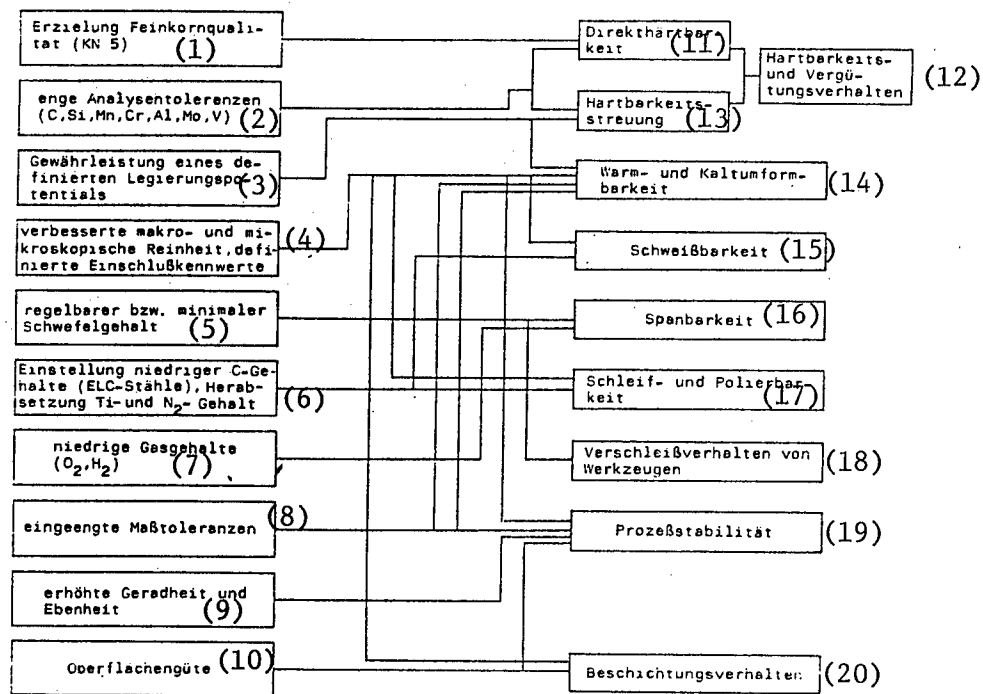 Erzielung Feinkornquali-
tat (KN 5) (1)
enge Analysentoleranzen
(C,Si,Mn,Cr,Al,Mo,V) (2)
Gewährleistung eines de-
finierten Legierungspo-
tentials (3)
verbesserte makro- und mi-
kroskopische Reinheit,defi-
nierte Einschlußkennwerte (4)
regelbarer bzw. minimaler
Schwefelgehalt (5)
Einstellung niedriger C-Ge-
halte (ELC-Stähle), Herab-
setzung Ti-und N2- Gehalt (6)
niedrige Gasgehalte
(O2,H2) (7)
eingeengte Maßtoleranzen (8)
erhöhte Geradheit und
Ebenheit (9)
Oberflächengüte (10)
Direkthärtbar-
keit (11)
Hartbarkeits-
und Vergü-
tungsverhalten (12)
Hartbarkeits-
streuung (13)
Warm- und Kaltumform-
barkeit (14)
Schweißbarkeit (15)
Spanbarkeit (16)
Schleif- und Polierbar-
keit (17)
Verschleißverhalten von
Werkzeugen (18)
Prozeßstabilität (19)
Beschichtungsverhalten (20)